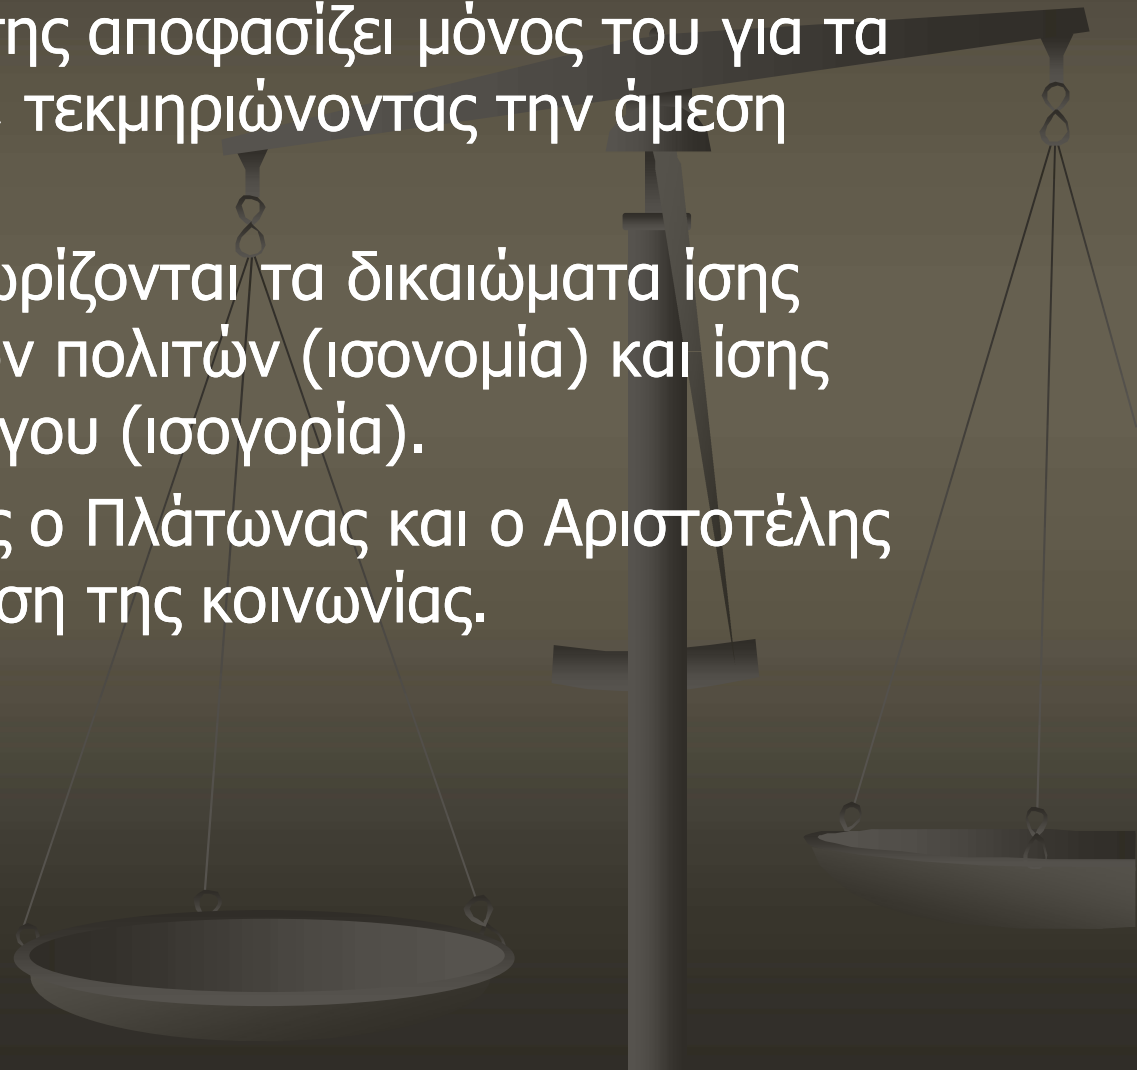 της αποφασίζει μόνος του για τα
τεκμηριώνοντας την άμεση
ωρίζονται τα δικαιώματα ίσης
ν πολιτών (ισονομία) και ίσης
γου (ισογορία).
ς ο Πλάτωνας και ο Αριστοτέλης
ση της κοινωνίας.